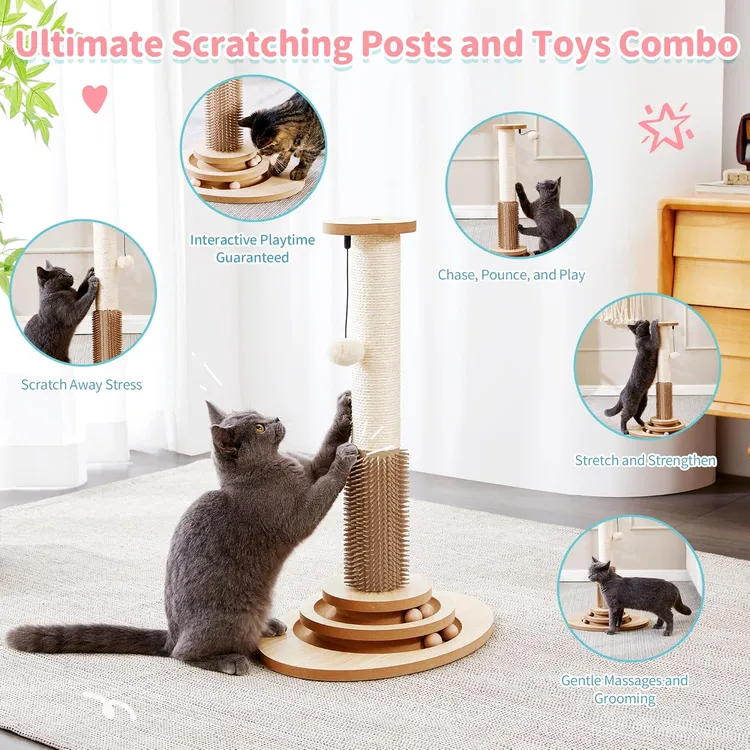 Ultimate Scratching Posts and Toys Combo
Interactive Playtime
Guaranteed
Chase, Pounce, and Play
Scratch Away Stress
Stretch and Strengthen
Gentle Massages and
Grooming